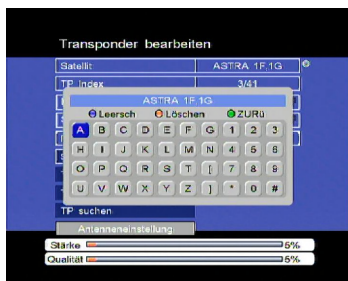 Transponder bearbeiten
Satellit ASTRA 1F,1G
TP Index 3/41
ASTRA 1F,1G
Leersch Löschen ZURü
A B C D E F G 1 2 3
H I J K L M N 4 5 6
O P Q R S T [ 7 8 9
U V W X Y Z ] * 0 #
TP suchen
Antenneneinstellung
Stärke 5%
Qualität 5%